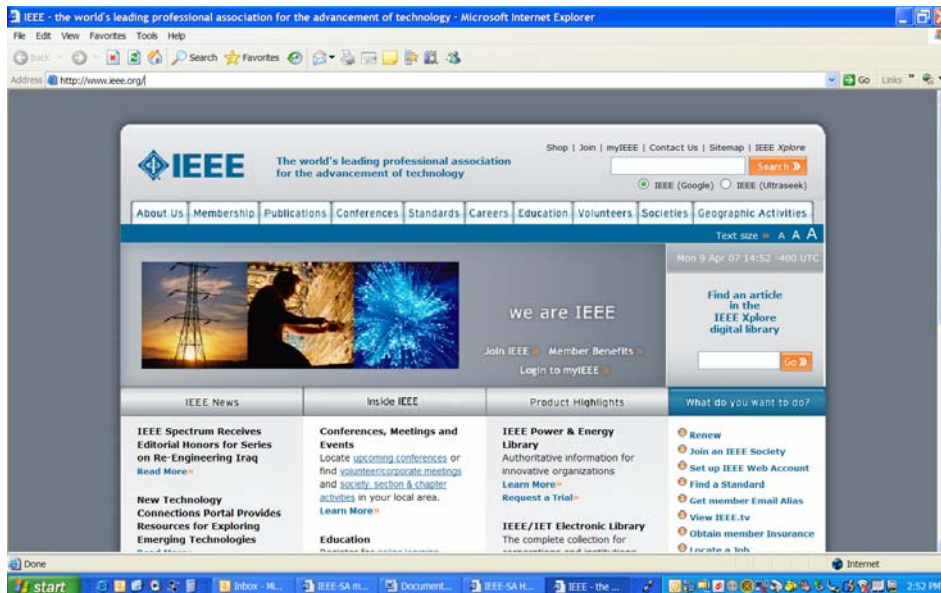 IEEE - the world's leading professional association for the advancement of technology - Microsoft Internet Explorer
File Edit View Favorites Tools Help
Back Search Favorites
Address http://www.ieee.org/ Go Links »
Shop | Join | myIEEE | Contact Us | Sitemap | IEEE Xplore
IEEE
The world's leading professional association
for the advancement of technology
Search
IEEE (Google) IEEE (Ultraseek)
About Us Membership Publications Conferences Standards Careers Education Volunteers Societies Geographic Activities
Text size » A A A
Mon 9 Apr 07 14:52 -400 UTC
we are IEEE
Join IEEE » Member Benefits »
Login to myIEEE »
Find an article
in the
IEEE Xplore
digital library
Go
IEEE News
IEEE Spectrum Receives
Editorial Honors for Series
on Re-Engineering Iraq
Read More»
New Technology
Connections Portal Provides
Resources for Exploring
Emerging Technologies
Read More»
Inside IEEE
Conferences, Meetings and
Events
Locate upcoming conferences or
find volunteer/corporate meetings
and society, section & chapter
activities in your local area.
Learn More»
Education
Register for online learning
Product Highlights
IEEE Power & Energy
Library
Authoritative information for
innovative organizations
Learn More»
Request a Trial»
IEEE/IET Electronic Library
The complete collection for
corporations and institutions
What do you want to do?
Renew
Join an IEEE Society
Set up IEEE Web Account
Find a Standard
Get member Email Alias
View IEEE.tv
Obtain member Insurance
Locate a Job
Done Internet
start Inbox - Mi... IEEE-SA m... Document... IEEE-SA H... IEEE - the ... 2:52 PM